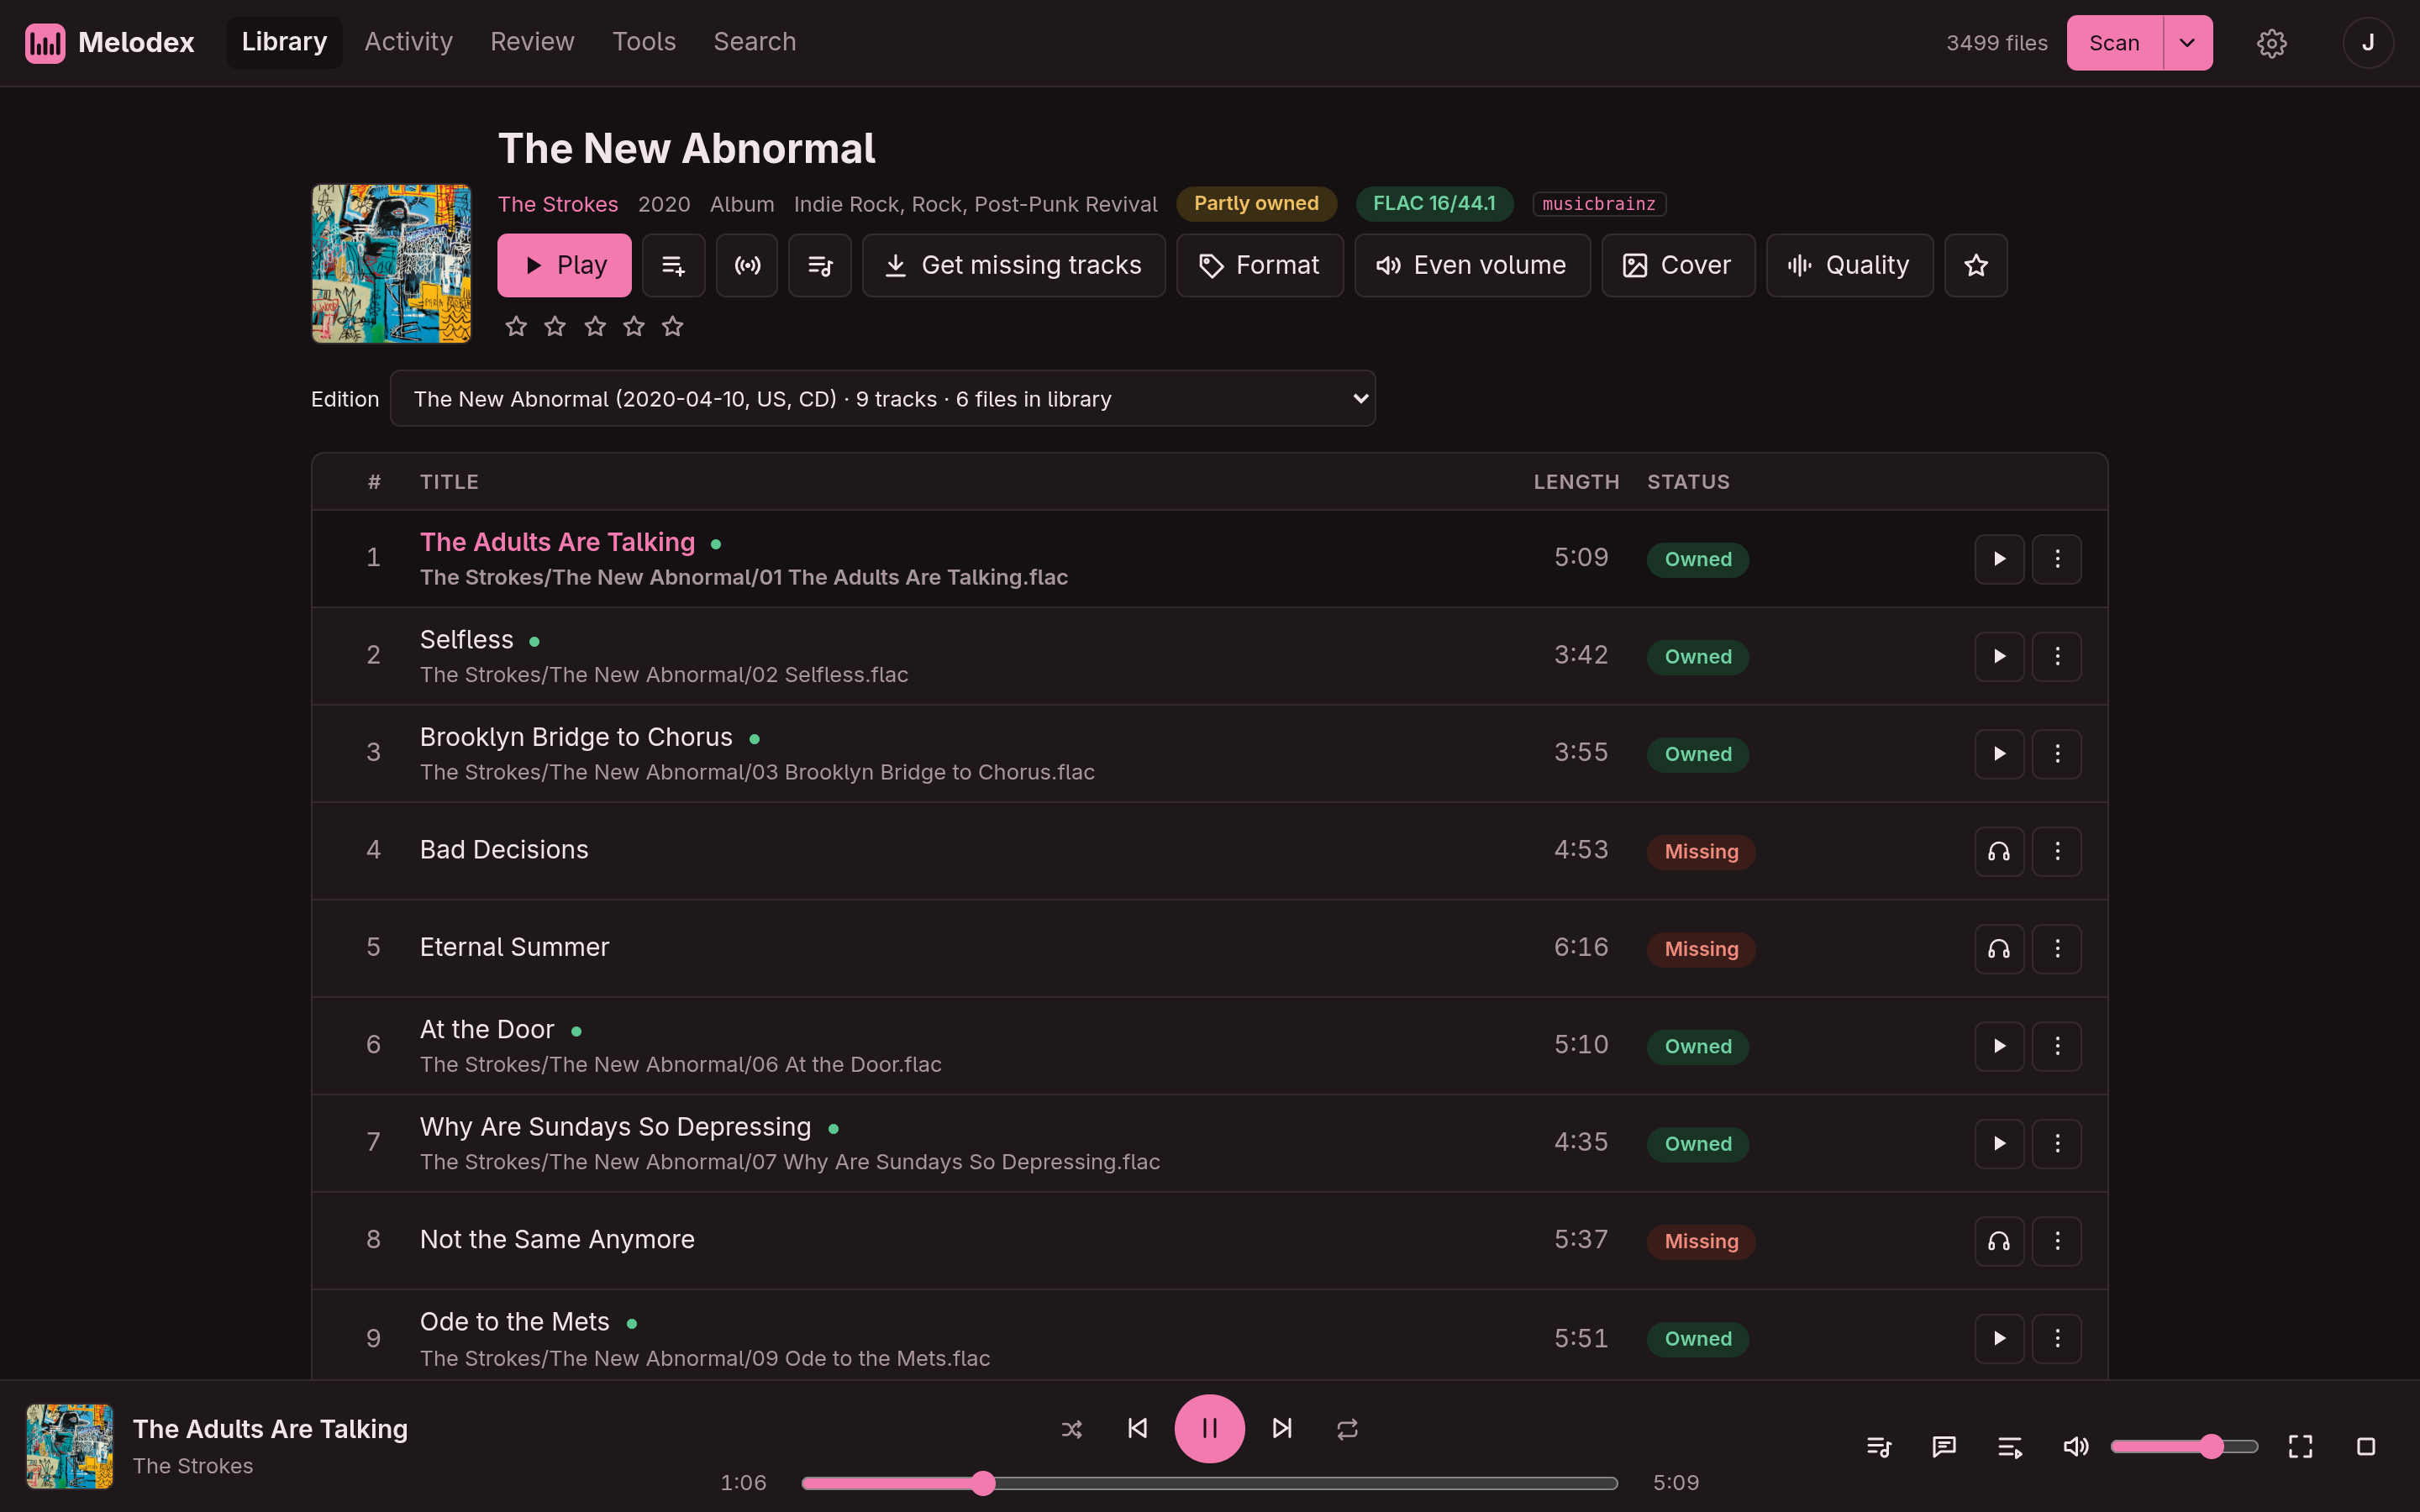 Melodex Library Activity Review Tools Search 3499 files Scan J
The New Abnormal
The Strokes 2020 Album Indie Rock, Rock, Post-Punk Revival Partly owned FLAC 16/44.1 musicbrainz
Play Get missing tracks Format Even volume Cover Quality
Edition The New Abnormal (2020-04-10, US, CD) · 9 tracks · 6 files in library
# TITLE LENGTH STATUS
1 The Adults Are Talking 5:09 Owned
The Strokes/The New Abnormal/01 The Adults Are Talking.flac
2 Selfless 3:42 Owned
The Strokes/The New Abnormal/02 Selfless.flac
3 Brooklyn Bridge to Chorus 3:55 Owned
The Strokes/The New Abnormal/03 Brooklyn Bridge to Chorus.flac
4 Bad Decisions 4:53 Missing
5 Eternal Summer 6:16 Missing
6 At the Door 5:10 Owned
The Strokes/The New Abnormal/06 At the Door.flac
7 Why Are Sundays So Depressing 4:35 Owned
The Strokes/The New Abnormal/07 Why Are Sundays So Depressing.flac
8 Not the Same Anymore 5:37 Missing
9 Ode to the Mets 5:51 Owned
The Strokes/The New Abnormal/09 Ode to the Mets.flac
The Adults Are Talking
The Strokes
1:06 5:09